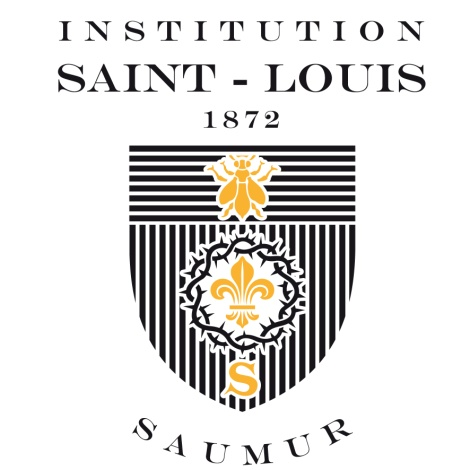 INSTITUTION
SAINT - LOUIS
1872
S
SAUMUR